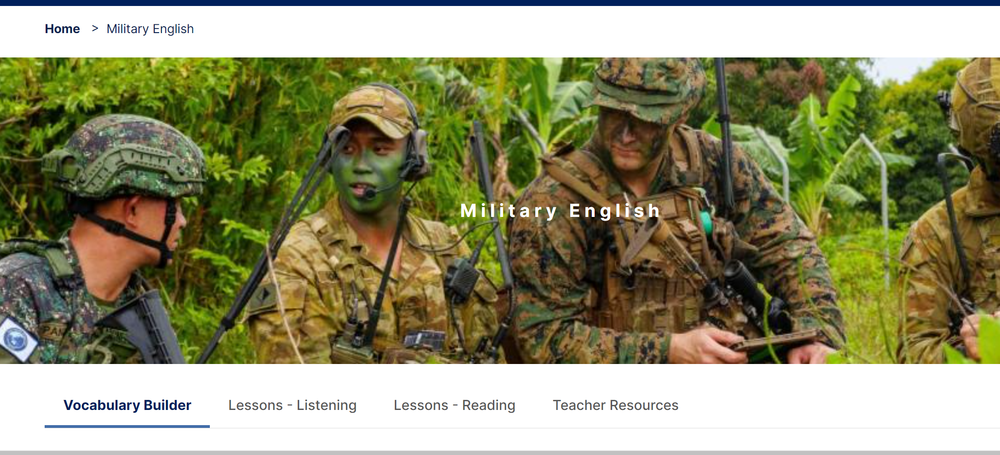 Home > Military English
Military English
Vocabulary Builder
Lessons - Listening
Lessons - Reading
Teacher Resources